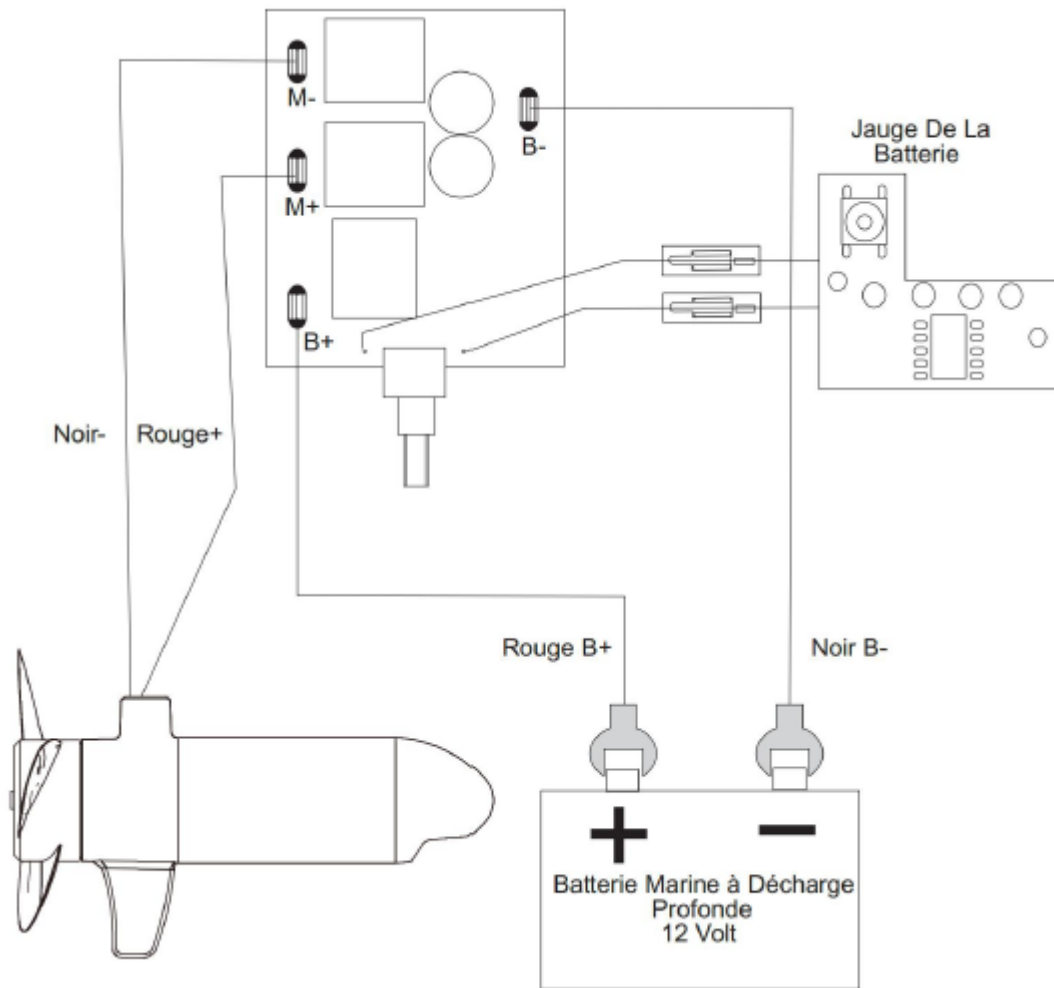 M-
B-
Jauge De La
Batterie
M+
B+
Noir-
Rouge+
Rouge B+
Noir B-
Batterie Marine à Décharge
Profonde
12 Volt